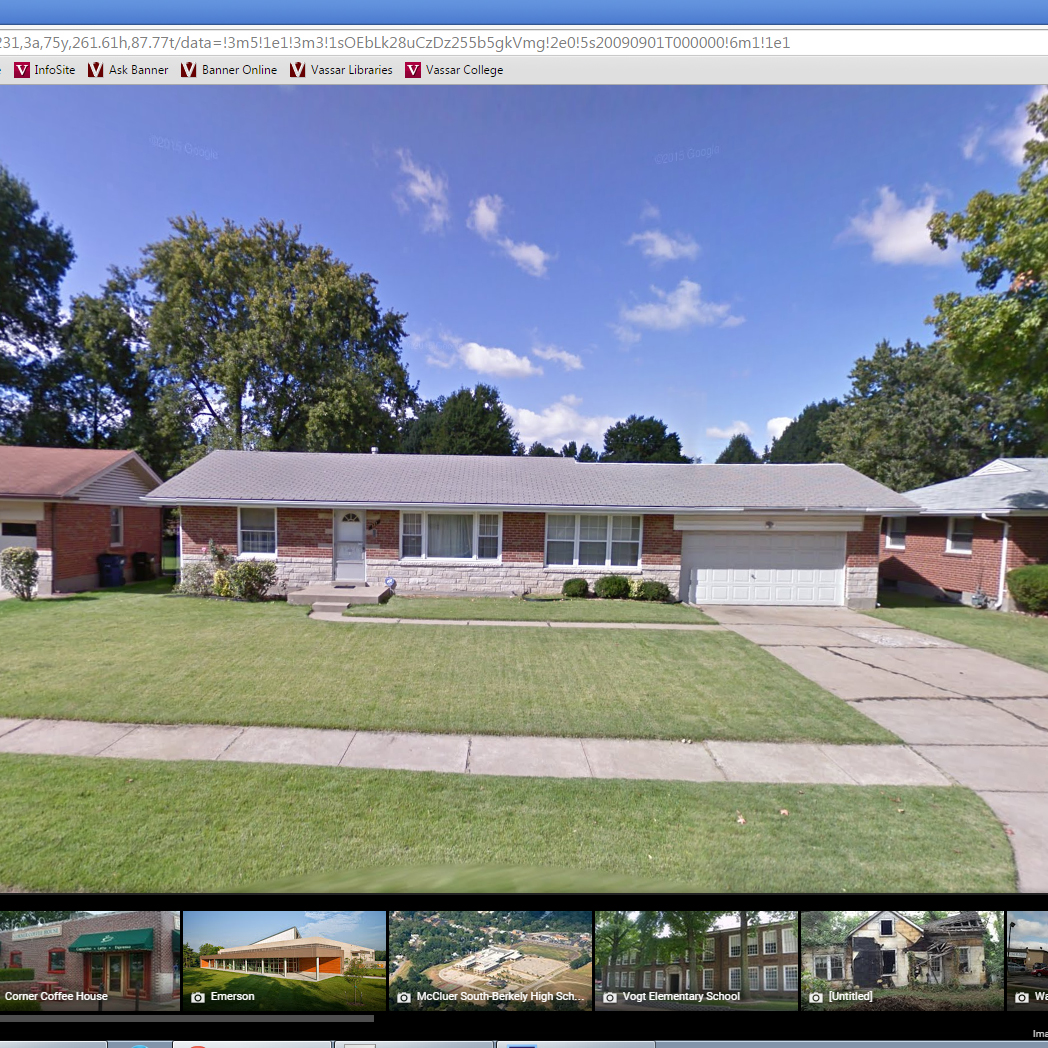 231,3a,75y,261.61h,87.77t/data=!3m5!1e1!3m3!1sOEbLk28uCzDz255b5gkVmg!2e0!5s20090901T000000!6m1!1e1
InfoSite Ask Banner Banner Online Vassar Libraries Vassar College
©2015 Google ©2015 Google
Corner Coffee House Emerson McCluer South-Berkely High Sch... Vogt Elementary School [Untitled] Wa
Ima